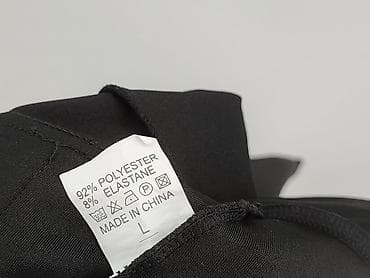 92% POLYESTER
8% ELASTANE
MADE IN CHINA
L